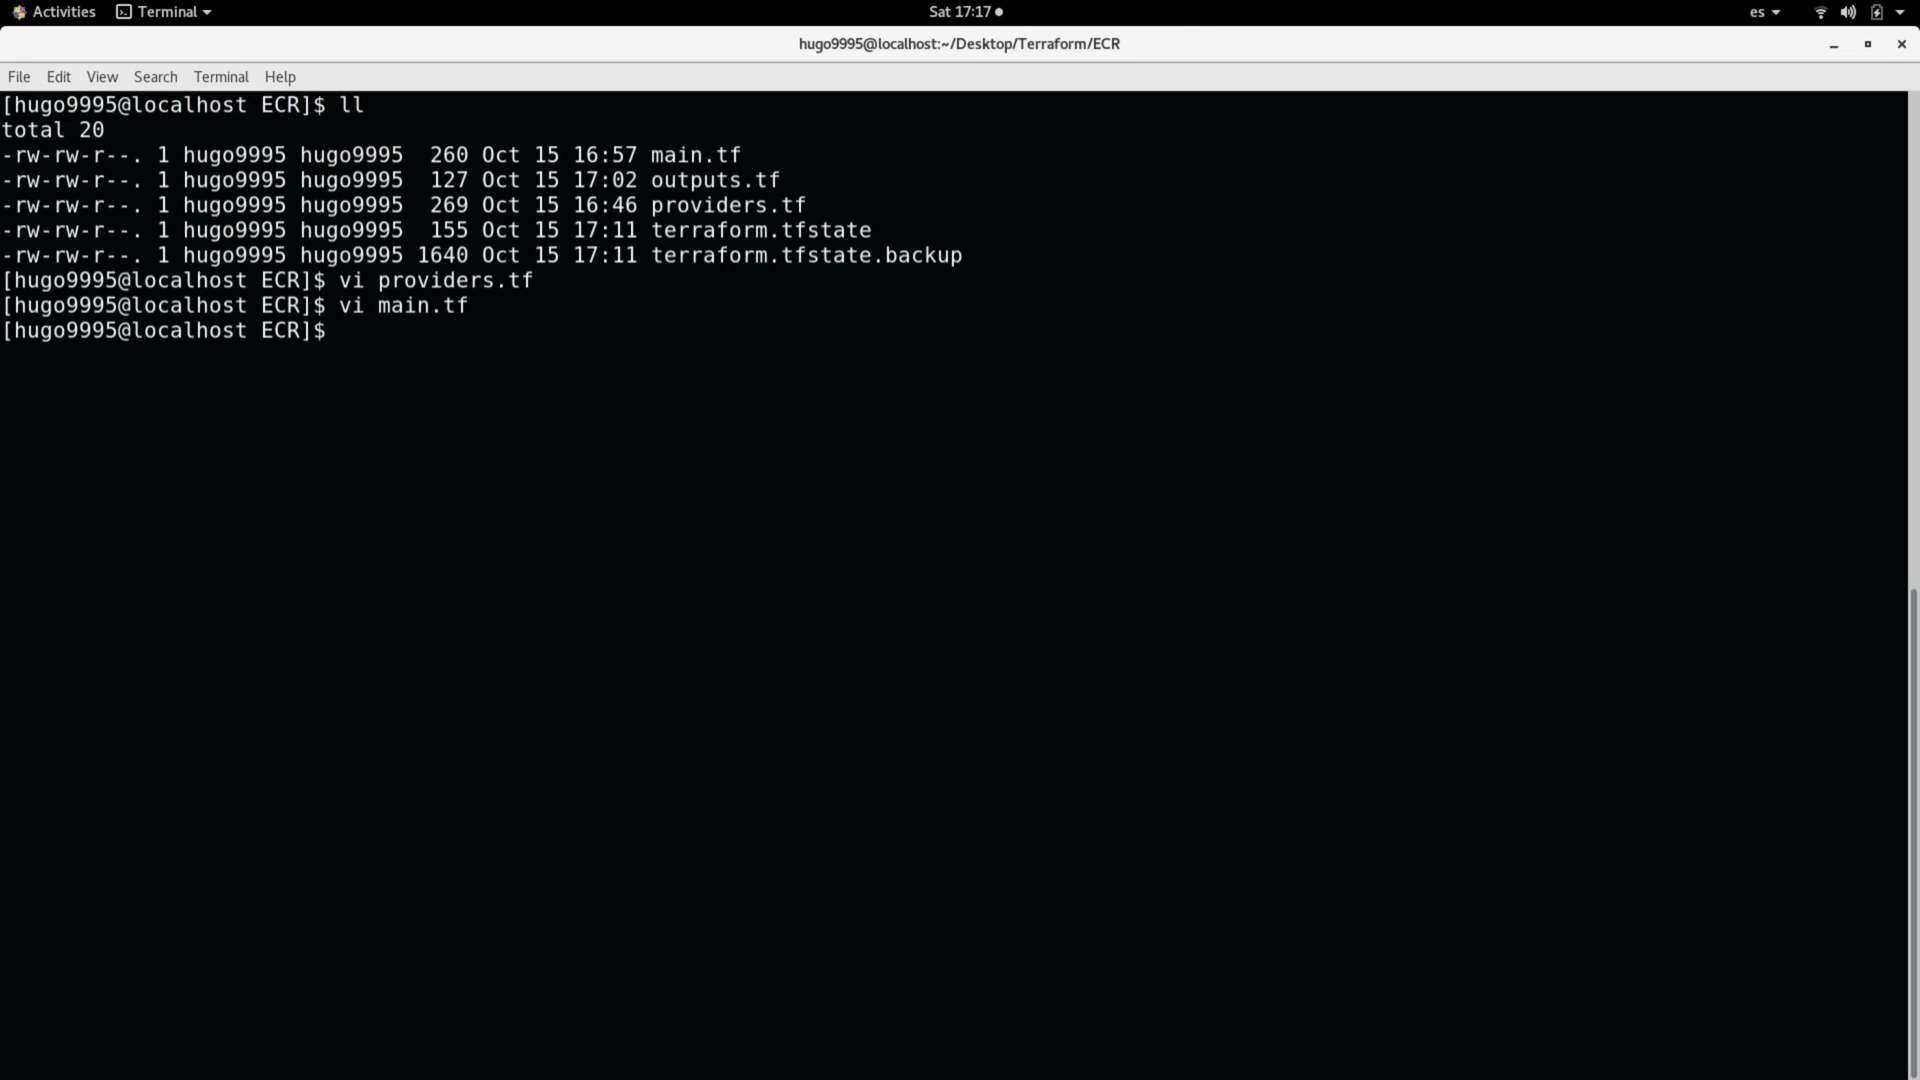 Activities Terminal Sat 17:17 es
hugo9995@localhost:~/Desktop/Terraform/ECR
File Edit View Search Terminal Help
[hugo9995@localhost ECR]$ ll
total 20
-rw-rw-r--. 1 hugo9995 hugo9995  260 Oct 15 16:57 main.tf
-rw-rw-r--. 1 hugo9995 hugo9995  127 Oct 15 17:02 outputs.tf
-rw-rw-r--. 1 hugo9995 hugo9995  269 Oct 15 16:46 providers.tf
-rw-rw-r--. 1 hugo9995 hugo9995  155 Oct 15 17:11 terraform.tfstate
-rw-rw-r--. 1 hugo9995 hugo9995 1640 Oct 15 17:11 terraform.tfstate.backup
[hugo9995@localhost ECR]$ vi providers.tf
[hugo9995@localhost ECR]$ vi main.tf
[hugo9995@localhost ECR]$